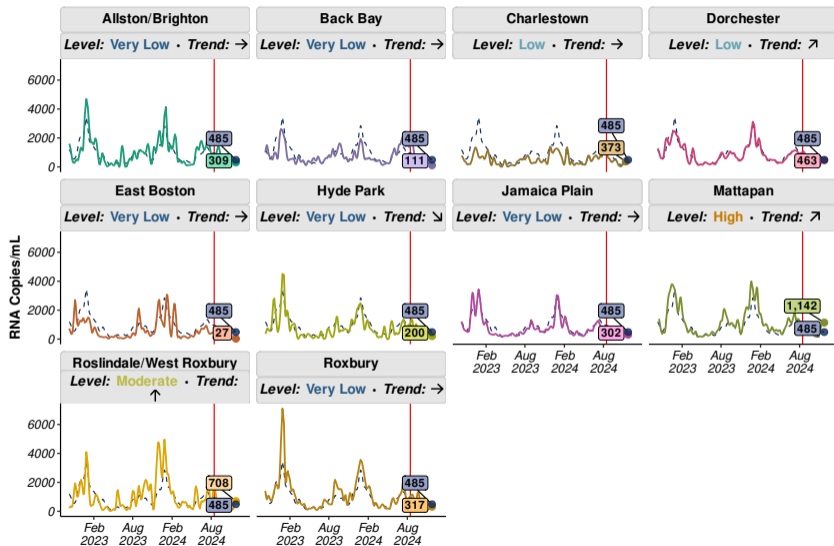 Allston/Brighton
Level: Very Low · Trend: →
Back Bay
Level: Very Low · Trend: →
Charlestown
Level: Low · Trend: →
Dorchester
Level: Low · Trend: ↗
6000
4000
2000
0
485
309
485
111
485
373
485
463
East Boston
Level: Very Low · Trend: →
Hyde Park
Level: Very Low · Trend: ↘
Jamaica Plain
Level: Very Low · Trend: →
Mattapan
Level: High · Trend: ↗
RNA Copies/mL
6000
4000
2000
0
485
27
485
200
485
302
1,142
485
Feb 2023
Aug 2023
Feb 2024
Aug 2024
Feb 2023
Aug 2023
Feb 2024
Aug 2024
Roslindale/West Roxbury
Level: Moderate · Trend:
↑
Roxbury
Level: Very Low · Trend: →
6000
4000
2000
0
708
485
485
317
Feb 2023
Aug 2023
Feb 2024
Aug 2024
Feb 2023
Aug 2023
Feb 2024
Aug 2024